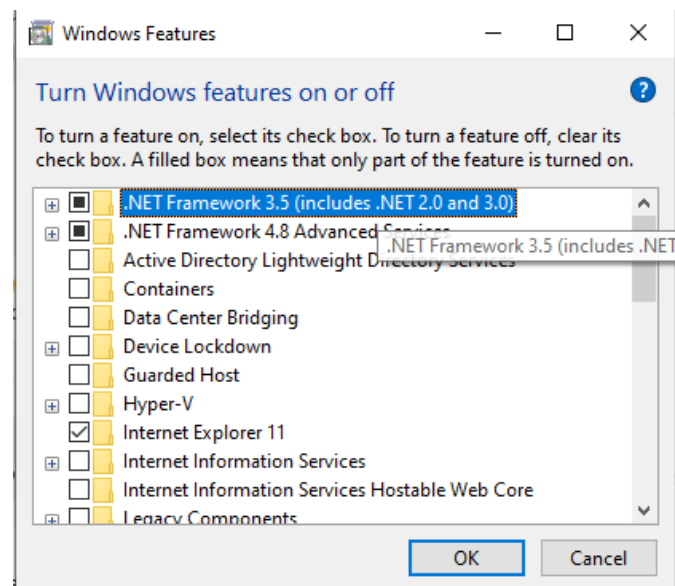 Windows Features
Turn Windows features on or off
To turn a feature on, select its check box. To turn a feature off, clear its
check box. A filled box means that only part of the feature is turned on.
.NET Framework 3.5 (includes .NET 2.0 and 3.0)
.NET Framework 4.8 Advanced Services
.NET Framework 3.5 (includes .NET
Active Directory Lightweight Directory Services
Containers
Data Center Bridging
Device Lockdown
Guarded Host
Hyper-V
Internet Explorer 11
Internet Information Services
Internet Information Services Hostable Web Core
Legacy Components
OK
Cancel